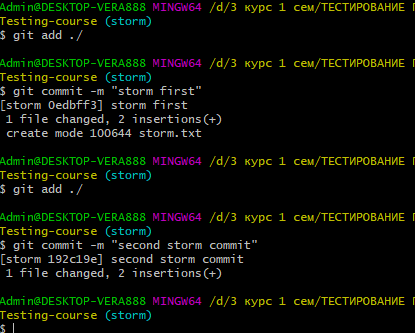 Admin@DESKTOP-VERA888 MINGW64 /d/3 курс 1 сем/ТЕСТИРОВАНИЕ
Testing-course (storm)
$ git add ./
Admin@DESKTOP-VERA888 MINGW64 /d/3 курс 1 сем/ТЕСТИРОВАНИЕ
Testing-course (storm)
$ git commit -m "storm first"
[storm 0edbff3] storm first
1 file changed, 2 insertions(+)
create mode 100644 storm.txt
Admin@DESKTOP-VERA888 MINGW64 /d/3 курс 1 сем/ТЕСТИРОВАНИЕ
Testing-course (storm)
$ git add ./
Admin@DESKTOP-VERA888 MINGW64 /d/3 курс 1 сем/ТЕСТИРОВАНИЕ
Testing-course (storm)
$ git commit -m "second storm commit"
[storm 192c19e] second storm commit
1 file changed, 2 insertions(+)
Admin@DESKTOP-VERA888 MINGW64 /d/3 курс 1 сем/ТЕСТИРОВАНИЕ
Testing-course (storm)
$